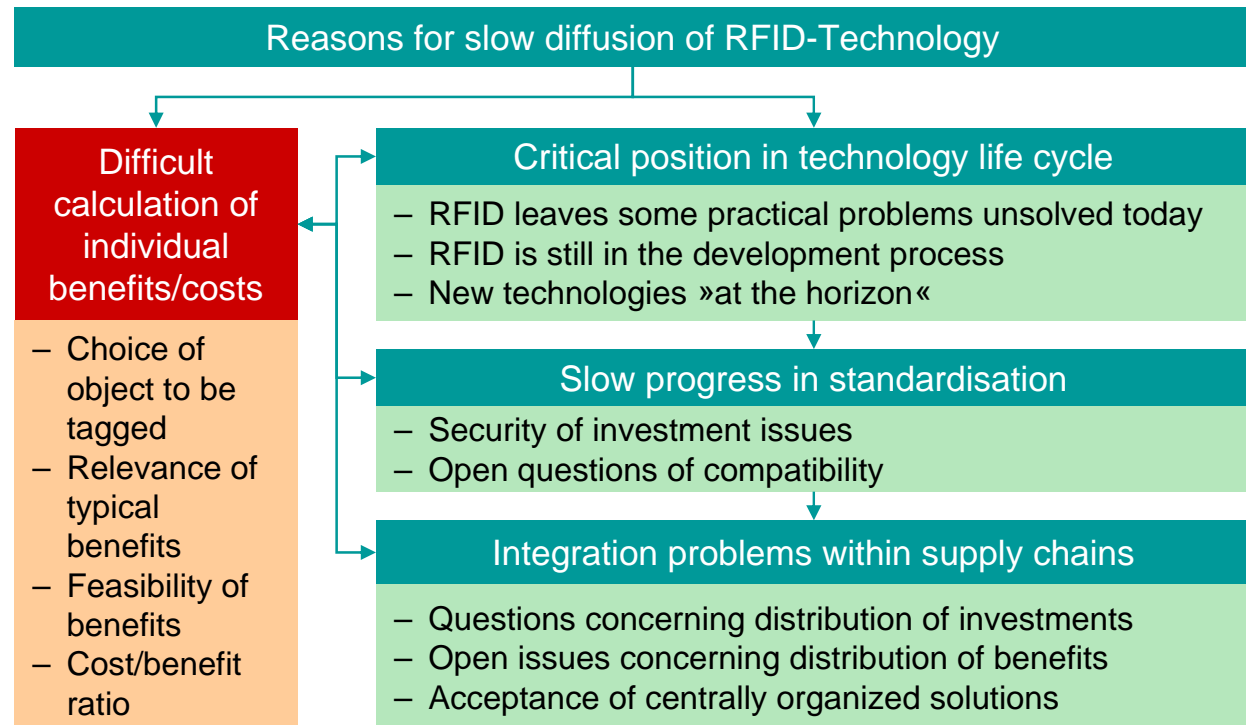 Reasons for slow diffusion of RFID-Technology
Difficult
calculation of
individual
benefits/costs
– Choice of
object to be
tagged
– Relevance of
typical
benefits
– Feasibility of
benefits
– Cost/benefit
ratio
Critical position in technology life cycle
– RFID leaves some practical problems unsolved today
– RFID is still in the development process
– New technologies »at the horizon«
Slow progress in standardisation
– Security of investment issues
– Open questions of compatibility
Integration problems within supply chains
– Questions concerning distribution of investments
– Open issues concerning distribution of benefits
– Acceptance of centrally organized solutions